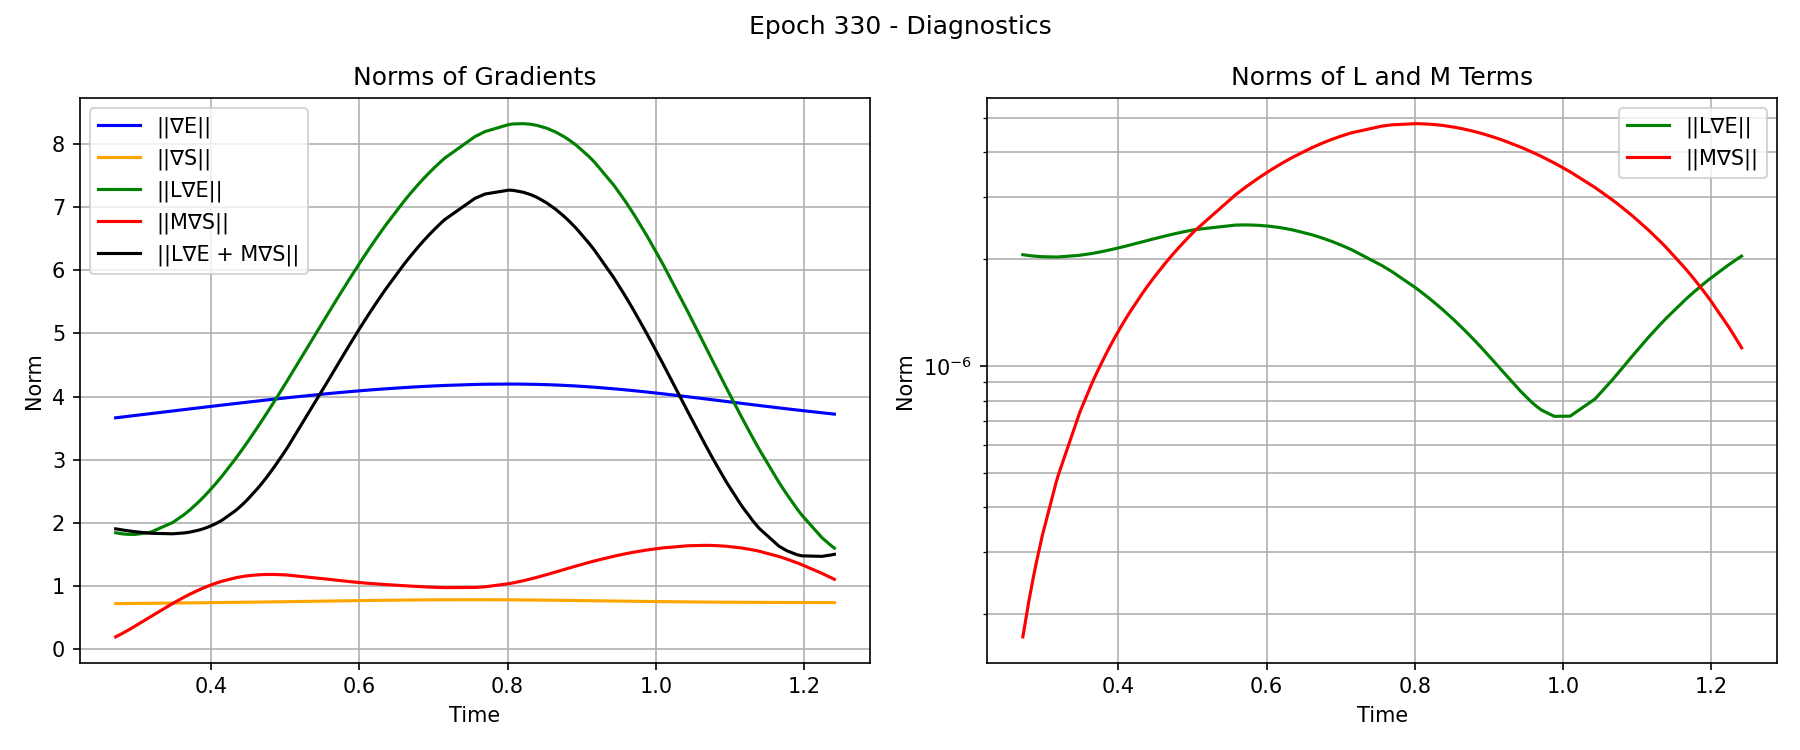 Epoch 330 - Diagnostics
Norms of Gradients
||∇E||
||∇S||
||L∇E||
||M∇S||
||L∇E + M∇S||
8
7
6
5
4
3
2
1
0
Norm
0.4 0.6 0.8 1.0 1.2
Time
Norms of L and M Terms
||L∇E||
||M∇S||
10⁻⁶
Norm
0.4 0.6 0.8 1.0 1.2
Time